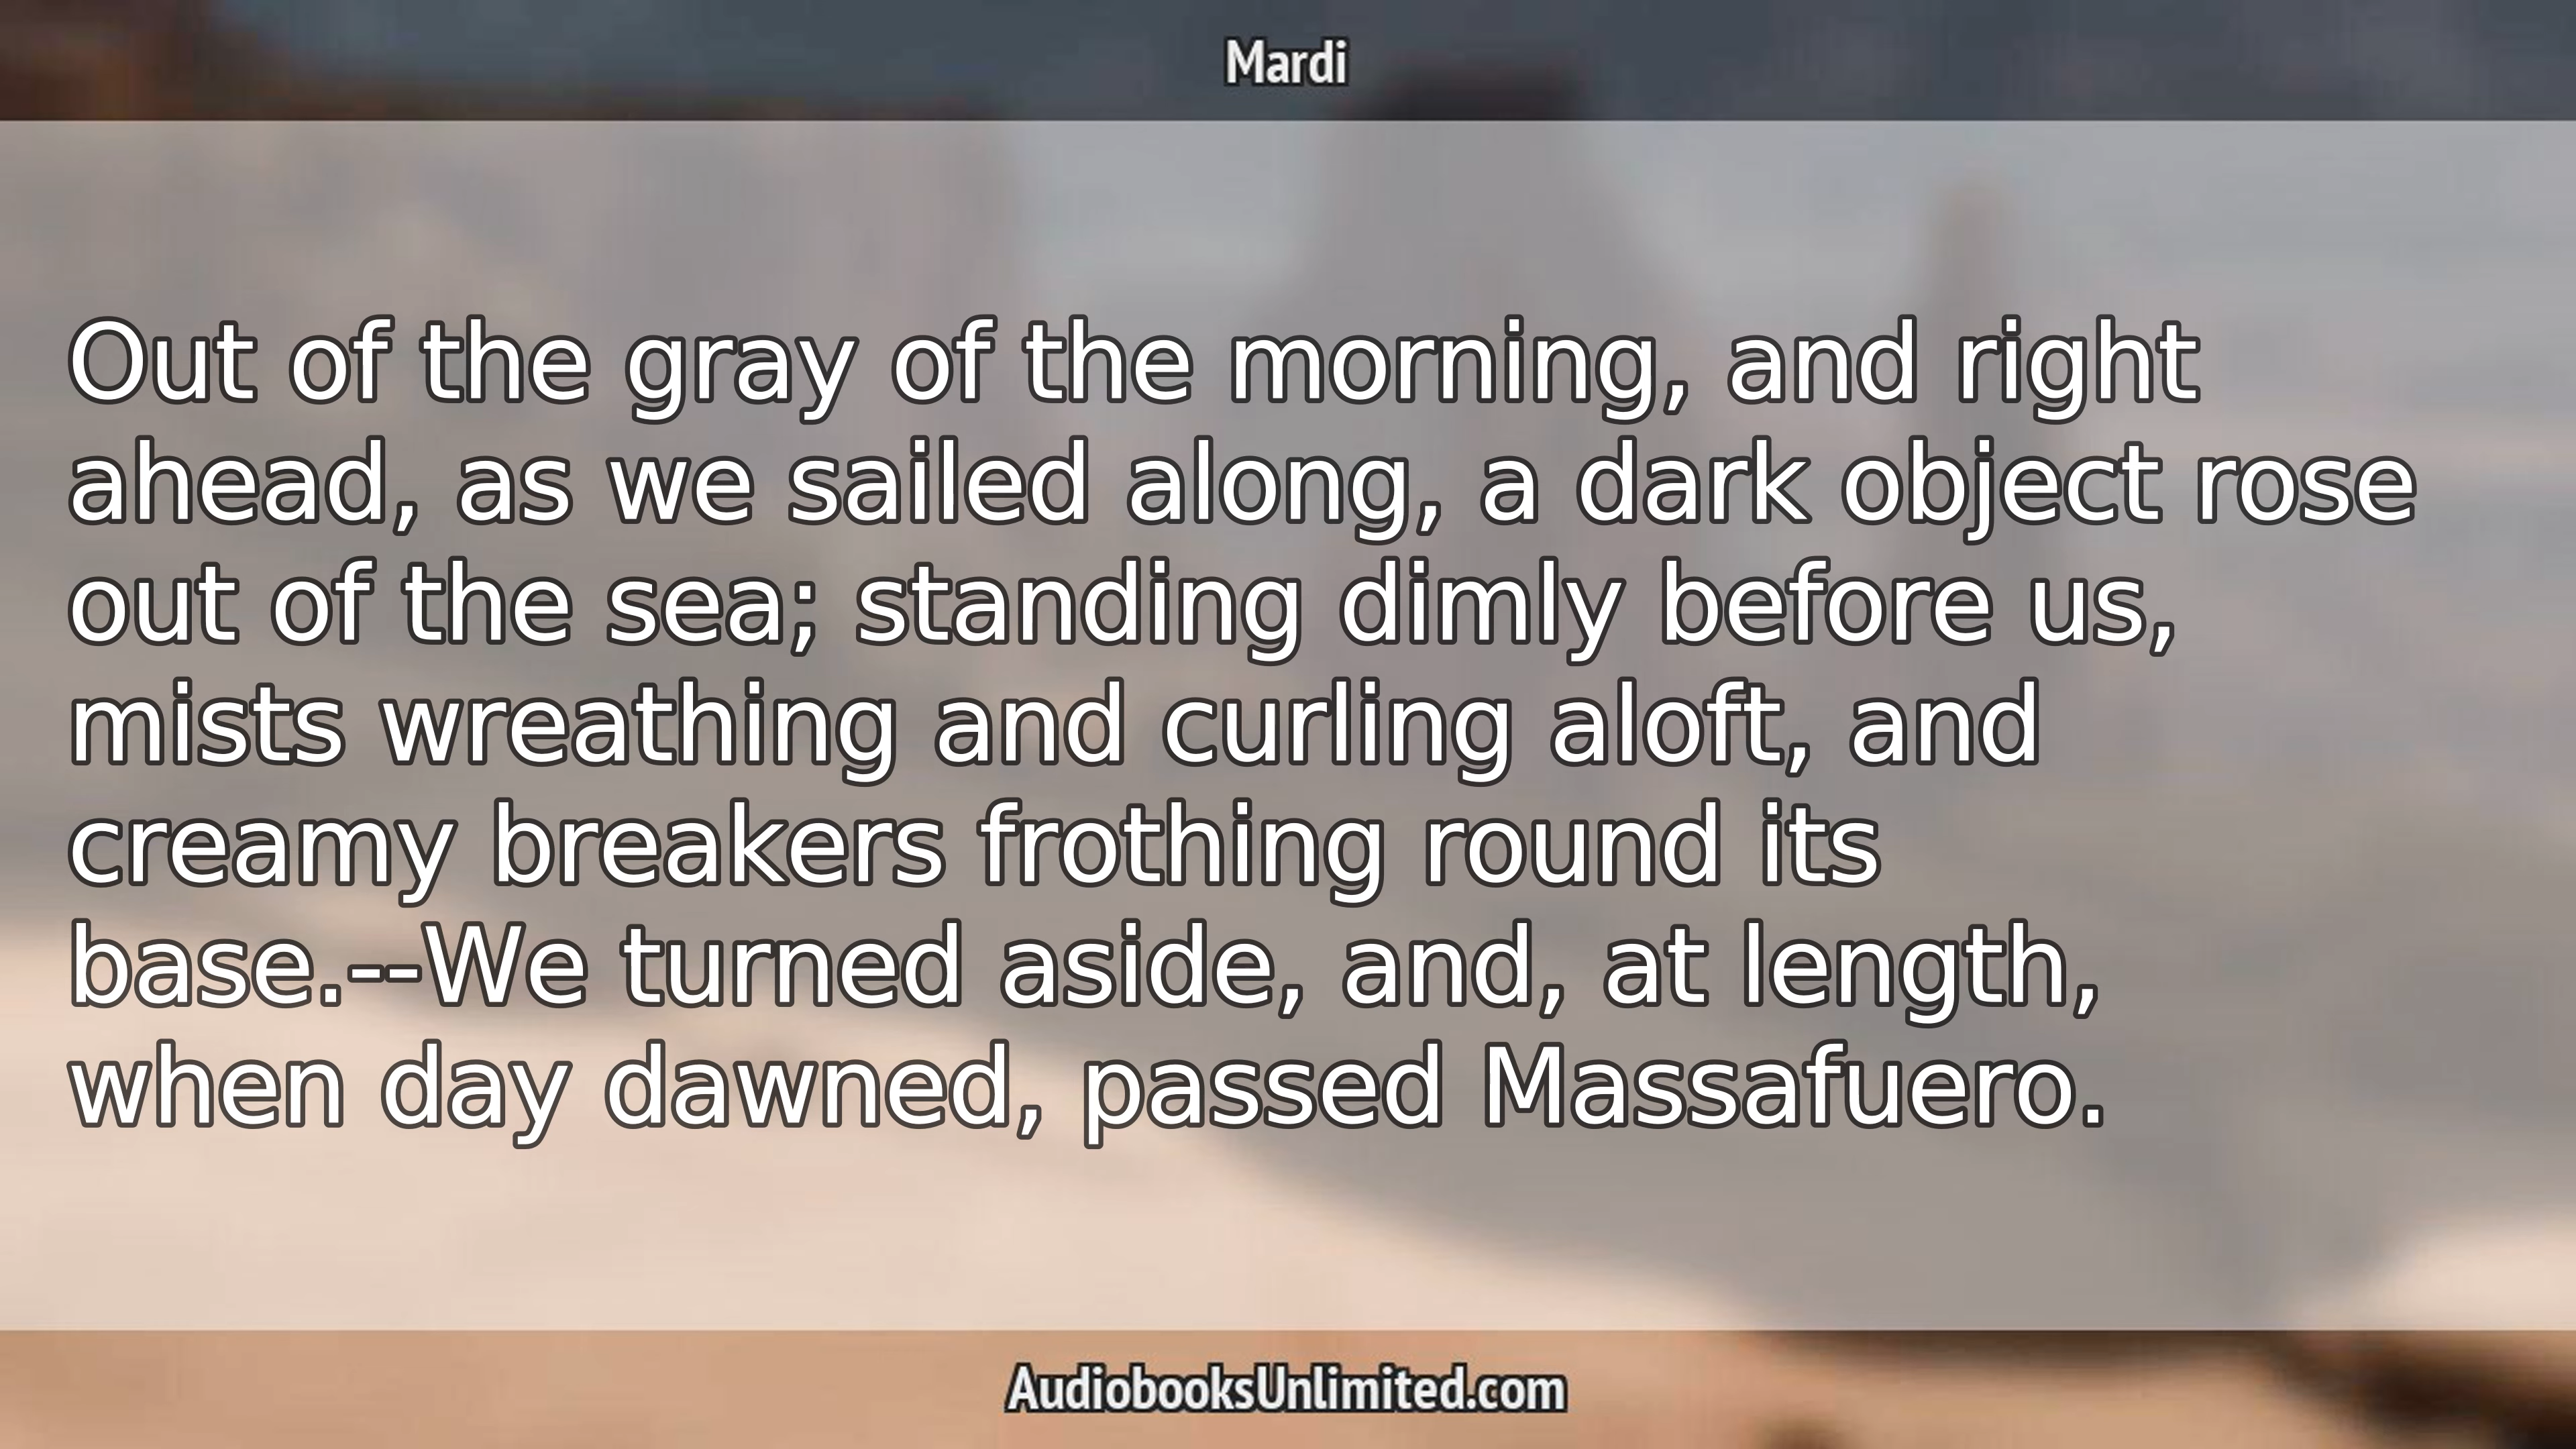 Mardi
Out of the gray of the morning, and right
ahead, as we sailed along, a dark object rose
out of the sea; standing dimly before us,
mists wreathing and curling aloft, and
creamy breakers frothing round its
base.--We turned aside, and, at length,
when day dawned, passed Massafuero.
AudiobooksUnlimited.com